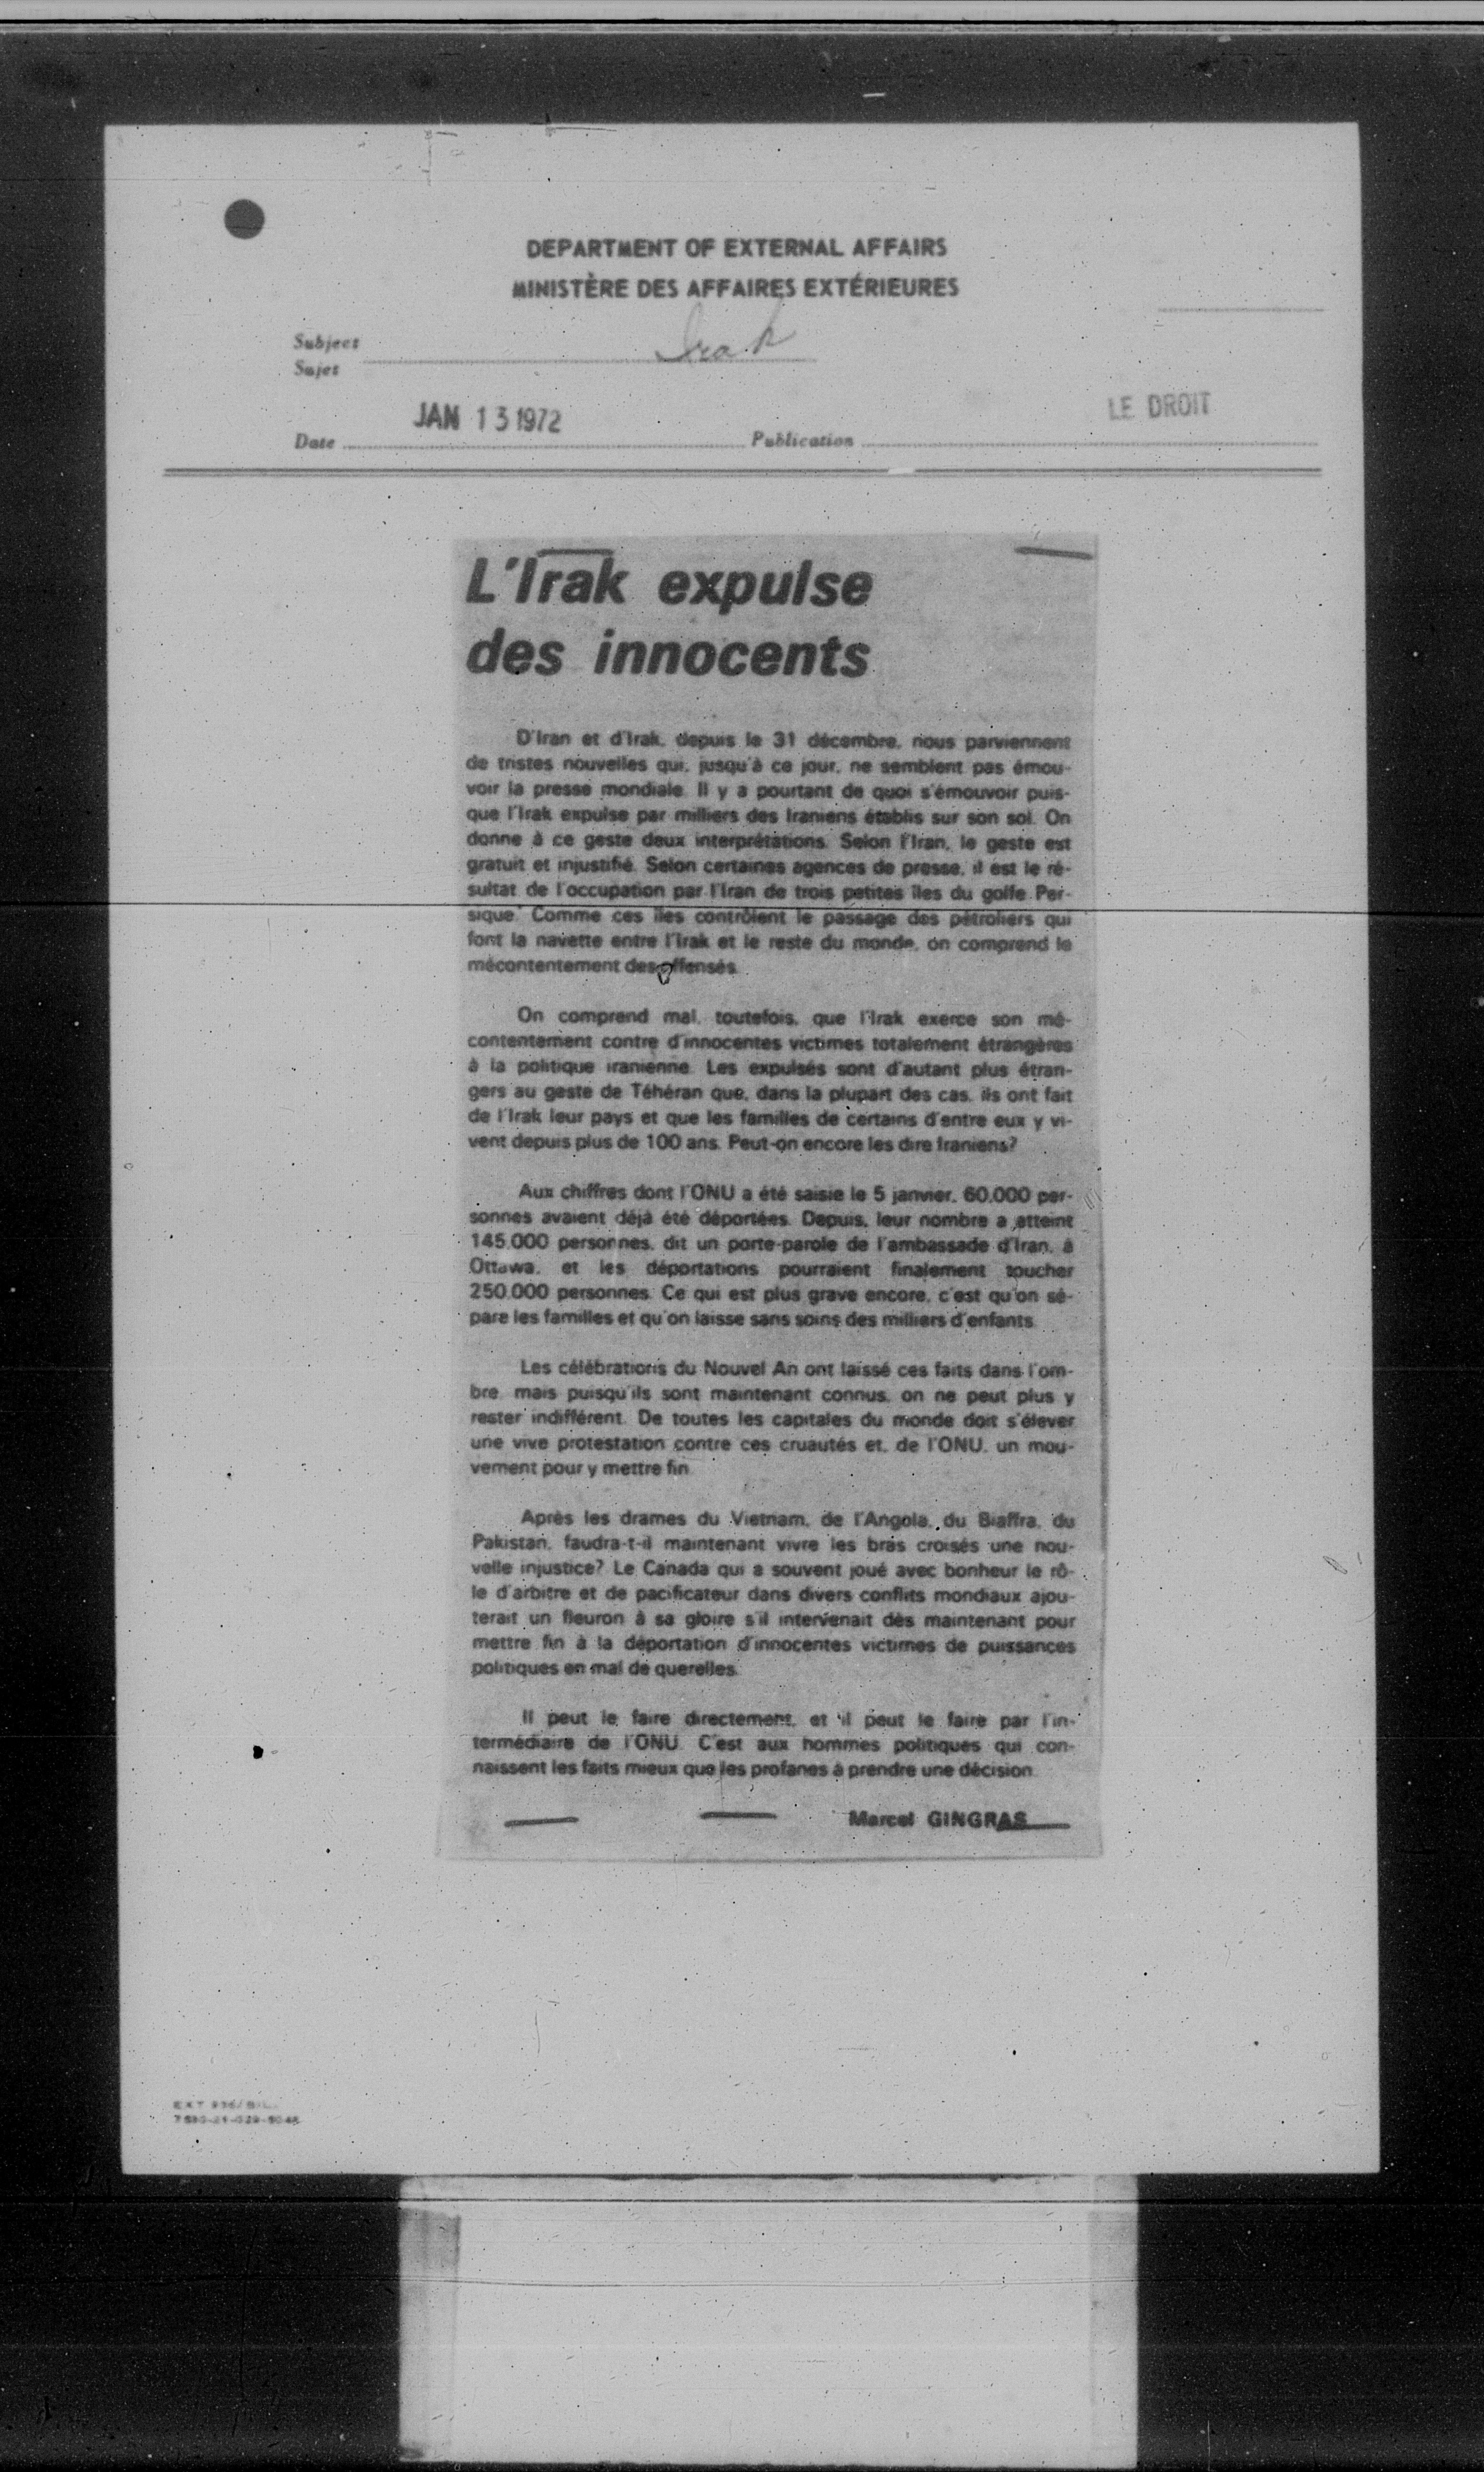 DEPARTMENT OF EXTERNAL AFFAIRS
MINISTÈRE DES AFFAIRES EXTÉRIEURES
Subject
Sujet
Irak
JAN 13 1972
LE DROIT
Date
Publication
L'Irak expulse
des innocents
D'Iran et d'Irak, depuis le 31 décembre, nous parviennent
de tristes nouvelles qui, jusqu'à ce jour, ne semblent pas émou-
voir la presse mondiale. Il y a pourtant de quoi s'émouvoir puis-
que l'Irak expulse par milliers des Iraniens établis sur son sol. On
donne à ce geste deux interprétations. Selon l'Iran, le geste est
gratuit et injustifié. Selon certaines agences de presse, il est le ré-
sultat de l'occupation par l'Iran de trois petites îles du golfe Per-
sique. Comme ces îles contrôlent le passage des pétroliers qui
font la navette entre l'Irak et le reste du monde, on comprend le
mécontentement des offensés.
On comprend mal, toutefois, que l'Irak exerce son mé-
contentement contre d'innocentes victimes totalement étrangères
à la politique iranienne. Les expulsés sont d'autant plus étran-
gers au geste de Téhéran que, dans la plupart des cas, ils ont fait
de l'Irak leur pays et que les familles de certains d'entre eux y vi-
vent depuis plus de 100 ans. Peut-on encore les dire Iraniens?
Aux chiffres dont l'ONU a été saisie le 5 janvier, 60,000 per-
sonnes avaient déjà été déportées. Depuis, leur nombre a atteint
145,000 personnes, dit un porte-parole de l'ambassade d'Iran, à
Ottawa, et les déportations pourraient finalement toucher
250,000 personnes. Ce qui est plus grave encore, c'est qu'on sé-
pare les familles et qu'on laisse sans soins des milliers d'enfants.
Les célébrations du Nouvel An ont laissé ces faits dans l'om-
bre, mais puisqu'ils sont maintenant connus, on ne peut plus y
rester indifférent. De toutes les capitales du monde doit s'élever
une vive protestation contre ces cruautés et, de l'ONU, un mou-
vement pour y mettre fin.
Après les drames du Vietnam, de l'Angola, du Biaffra, du
Pakistan, faudra-t-il maintenant vivre les bras croisés une nou-
velle injustice? Le Canada qui a souvent joué avec bonheur le rô-
le d'arbitre et de pacificateur dans divers conflits mondiaux ajou-
terait un fleuron à sa gloire s'il intervenait dès maintenant pour
mettre fin à la déportation d'innocentes victimes de puissances
politiques en mal de querelles.
Il peut le faire directement, et il peut le faire par l'in-
termédiaire de l'ONU. C'est aux hommes politiques qui con-
naissent les faits mieux que les profanes à prendre une décision.
Marcel GINGRAS
EXT